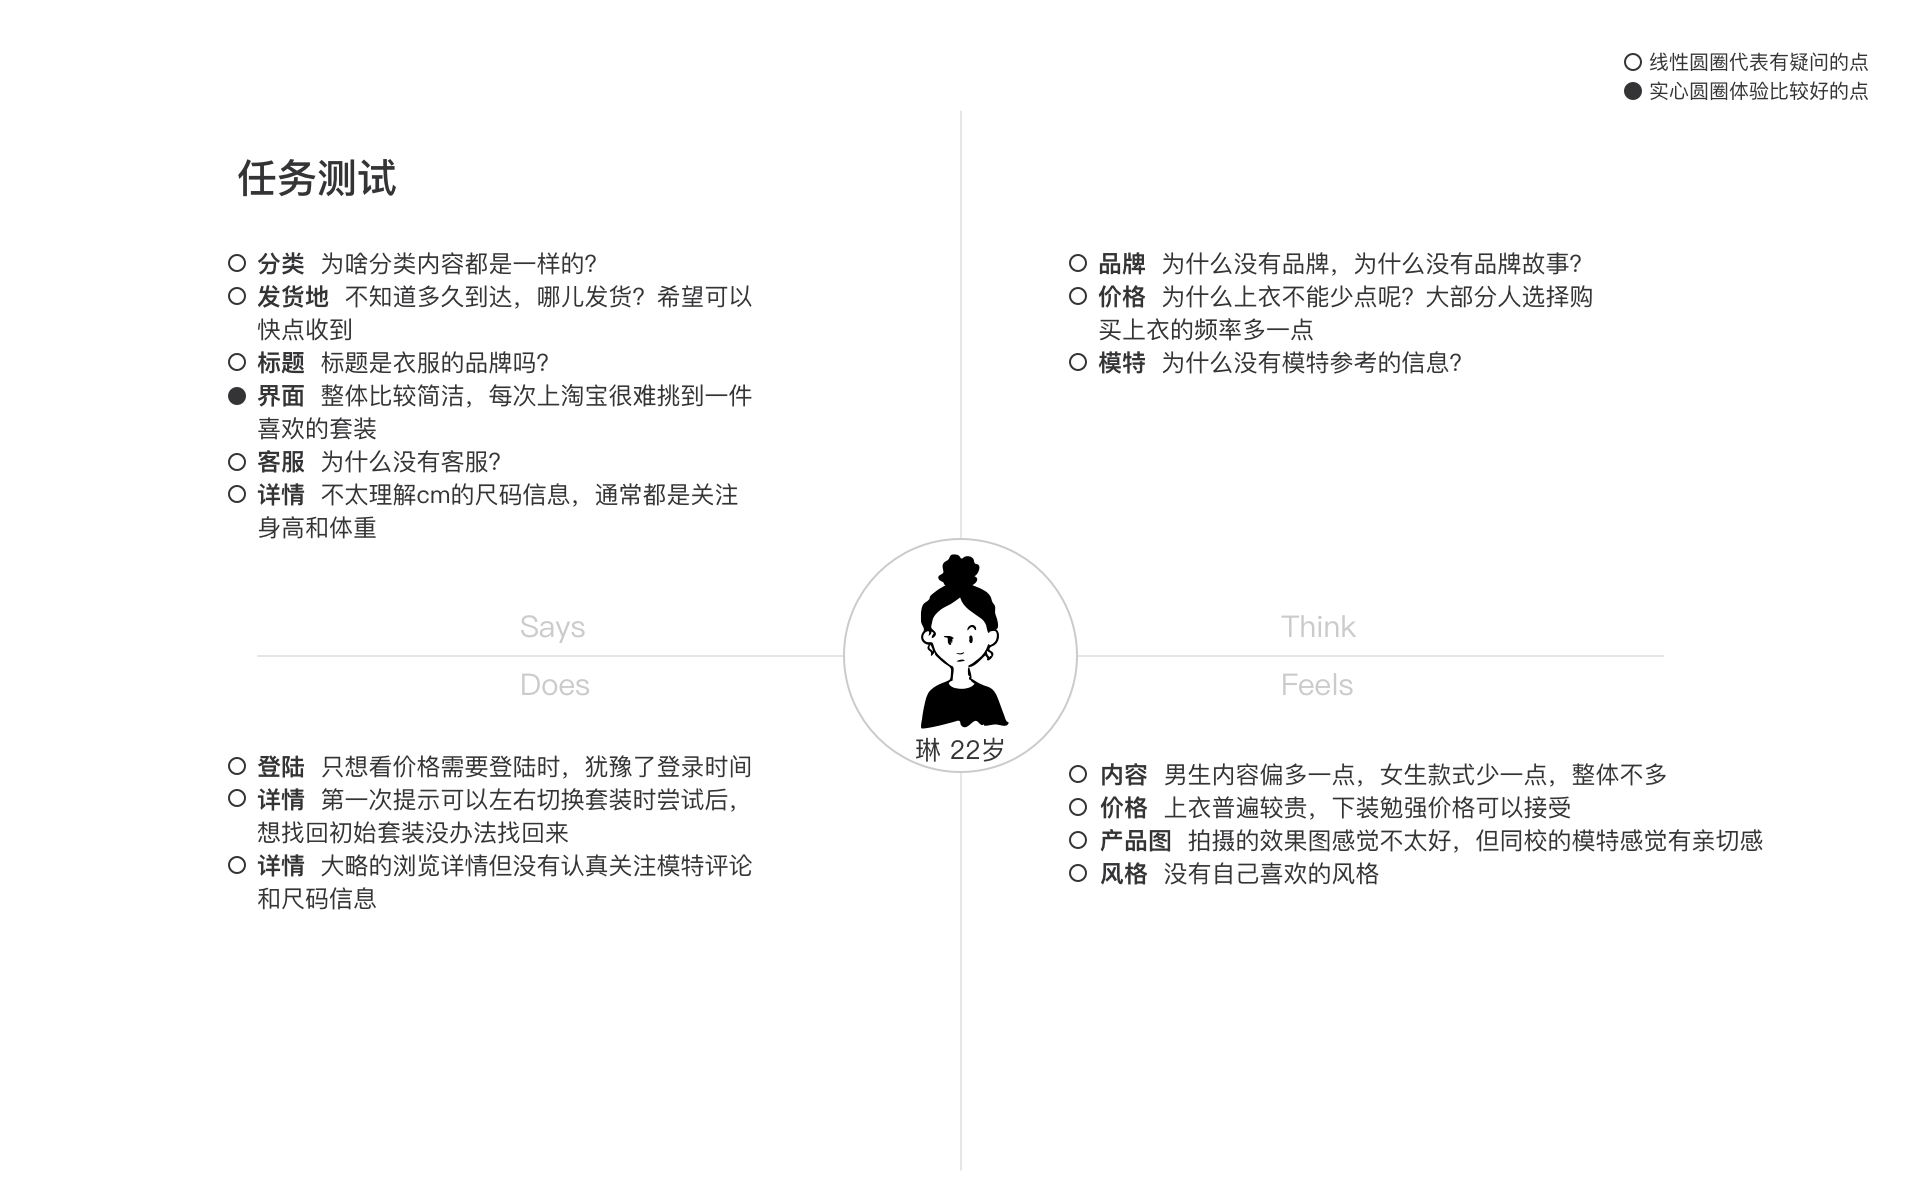 线性圆圈代表有疑问的点
实心圆圈体验比较好的点
任务测试
分类 为啥分类内容都是一样的？
发货地 不知道多久到达，哪儿发货？希望可以
快点收到
标题 标题是衣服的品牌吗？
界面 整体比较简洁，每次上淘宝很难挑到一件
喜欢的套装
客服 为什么没有客服？
详情 不太理解cm的尺码信息，通常都是关注
身高和体重
Says
品牌 为什么没有品牌，为什么没有品牌故事？
价格 为什么上衣不能少点呢？大部分人选择购
买上衣的频率多一点
模特 为什么没有模特参考的信息？
Think
琳 22岁
Does
登陆 只想看价格需要登陆时，犹豫了登录时间
详情 第一次提示可以左右切换套装时尝试后，
想找回初始套装没办法找回来
详情 大略的浏览详情但没有认真关注模特评论
和尺码信息
Feels
内容 男生内容偏多一点，女生款式少一点，整体不多
价格 上衣普遍较贵，下装勉强价格可以接受
产品图 拍摄的效果图感觉不太好，但同校的模特感觉有亲切感
风格 没有自己喜欢的风格